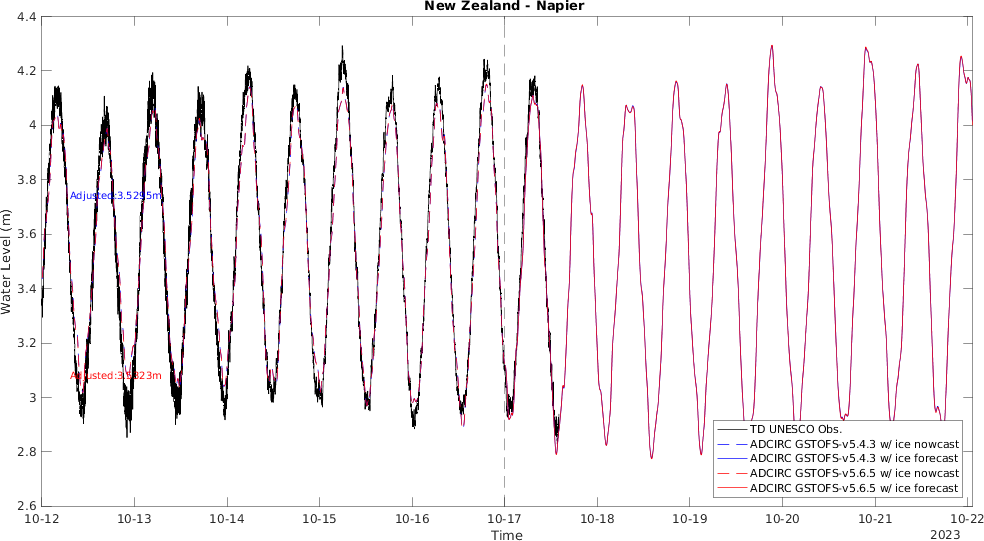 New Zealand - Napier
4.4
4.2
4
3.8
3.6
3.4
3.2
3
2.8
2.6
Water Level (m)
Adjusted:3.5295m
TD UNESCO Obs.
ADCIRC GSTOFS-v5.4.3 w/ ice nowcast
ADCIRC GSTOFS-v5.4.3 w/ ice forecast
ADCIRC GSTOFS-v5.6.5 w/ ice nowcast
ADCIRC GSTOFS-v5.6.5 w/ ice forecast
10-12 10-13 10-14 10-15 10-16 10-17 10-18 10-19 10-20 10-21 10-22
Time
2023